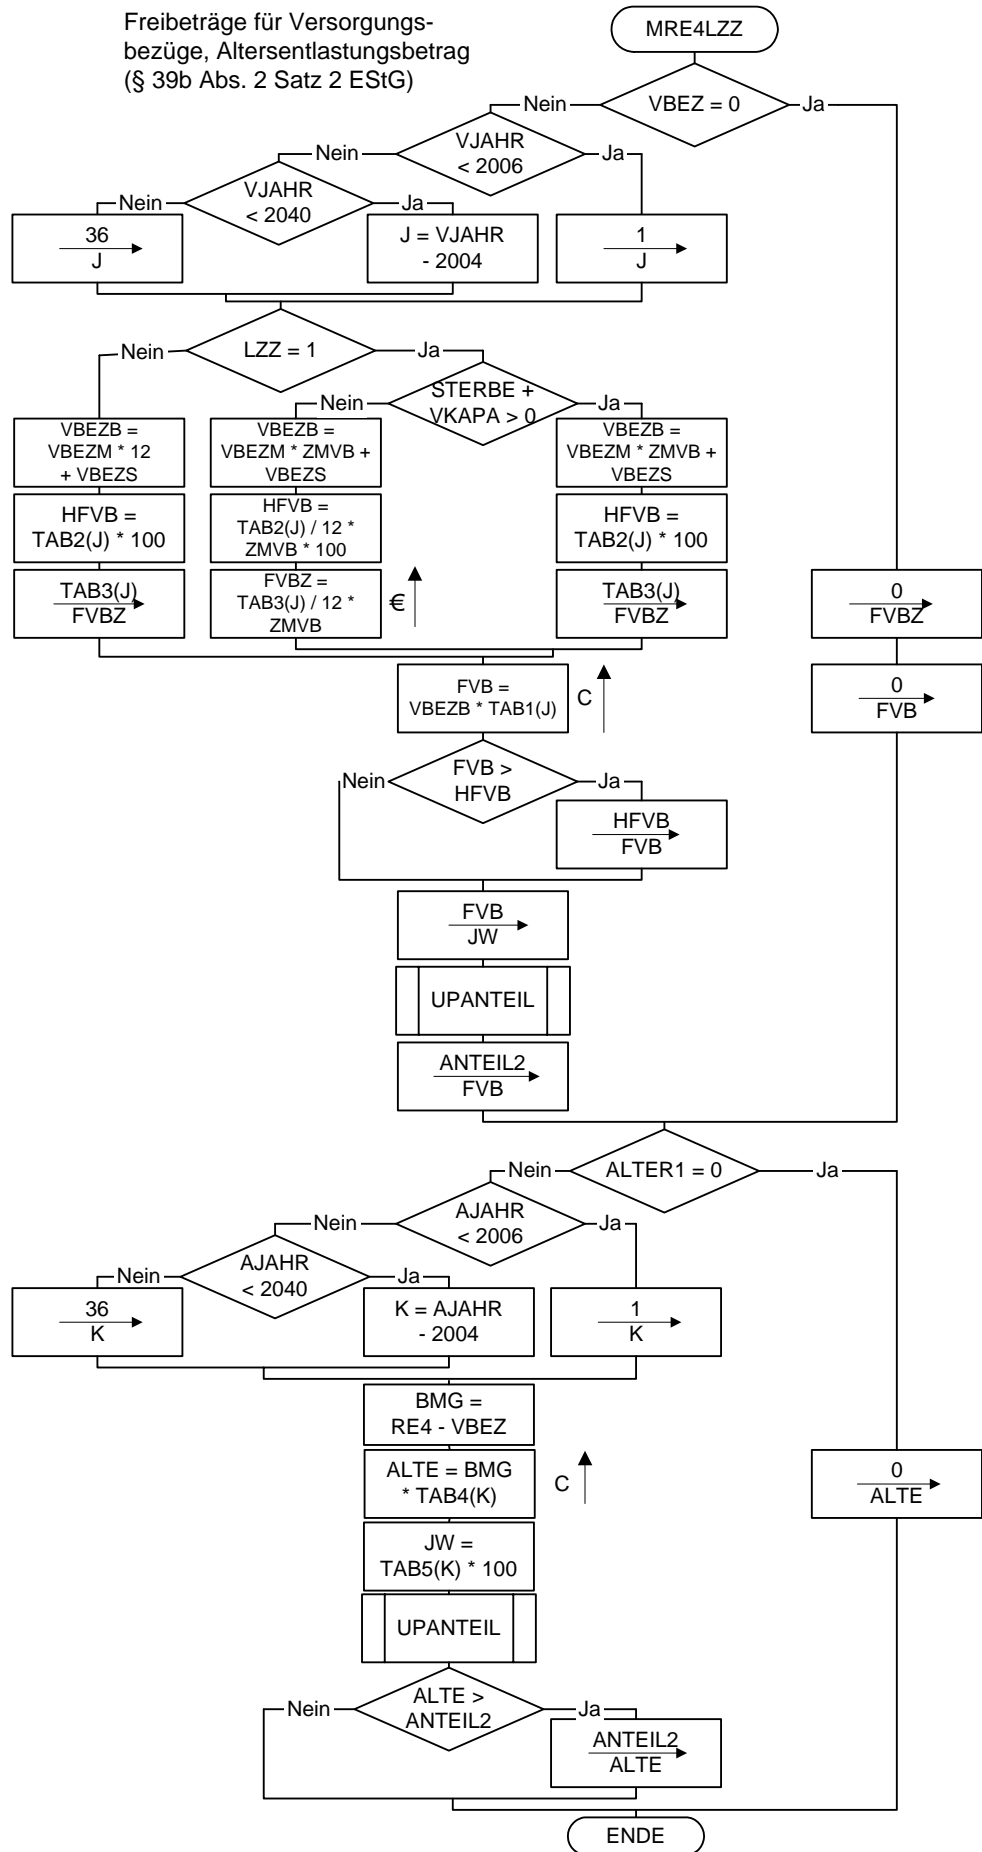 Freibeträge für Versorgungs-
bezüge, Altersentlastungsbetrag
(§ 39b Abs. 2 Satz 2 EStG)
MRE4LZZ
VBEZ = 0
Nein
Ja
VJAHR
< 2006
Nein
Ja
VJAHR
< 2040
Nein
Ja
36
J
J = VJAHR
- 2004
1
J
LZZ = 1
Nein
Ja
STERBE +
VKAPA > 0
Nein
Ja
VBEZB =
VBEZM * 12
+ VBEZS
VBEZB =
VBEZM * ZMVB +
VBEZS
VBEZB =
VBEZM * ZMVB +
VBEZS
HFVB =
TAB2(J) * 100
HFVB =
TAB2(J) / 12 *
ZMVB * 100
HFVB =
TAB2(J) * 100
TAB3(J)
FVBZ
FVBZ =
TAB3(J) / 12 *
ZMVB
€
TAB3(J)
FVBZ
0
FVBZ
FVB =
VBEZB * TAB1(J)
C
0
FVB
FVB >
HFVB
Nein
Ja
HFVB
FVB
FVB
JW
UPANTEIL
ANTEIL2
FVB
ALTER1 = 0
Nein
Ja
AJAHR
< 2006
Nein
Ja
AJAHR
< 2040
Nein
Ja
36
K
K = AJAHR
- 2004
1
K
BMG =
RE4 - VBEZ
ALTE = BMG
* TAB4(K)
C
0
ALTE
JW =
TAB5(K) * 100
UPANTEIL
ALTE >
ANTEIL2
Nein
Ja
ANTEIL2
ALTE
ENDE